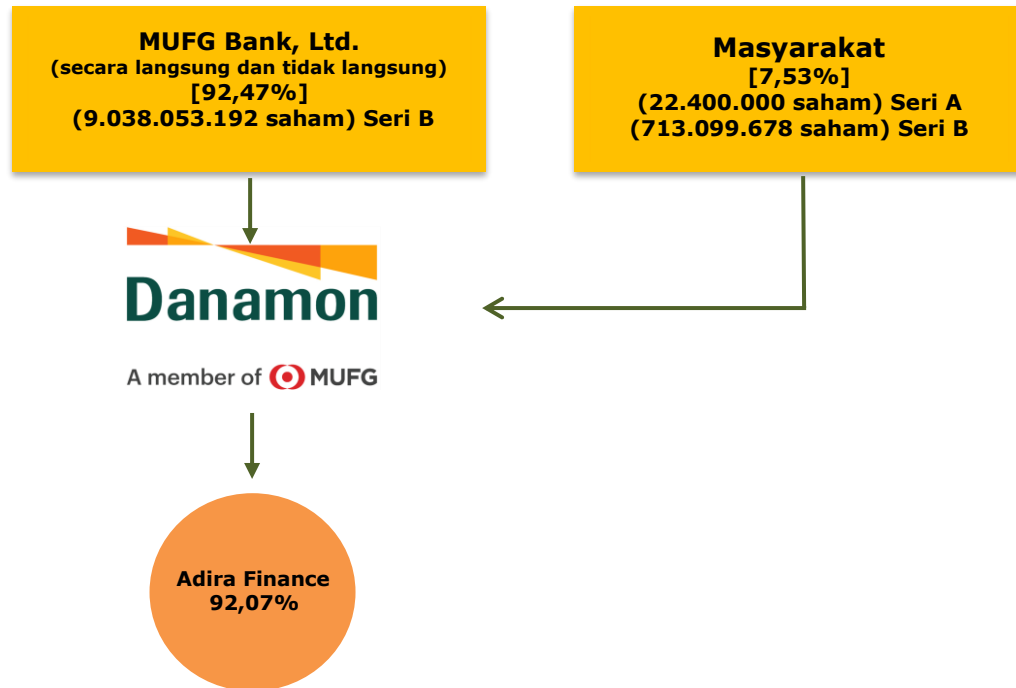 MUFG Bank, Ltd.
(secara langsung dan tidak langsung)
[92,47%]
(9.038.053.192 saham) Seri B
Masyarakat
[7,53%]
(22.400.000 saham) Seri A
(713.099.678 saham) Seri B
Danamon
A member of MUFG
Adira Finance
92,07%